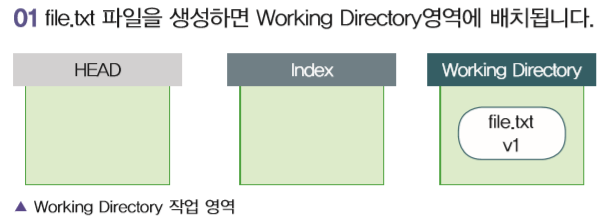 01 file.txt 파일을 생성하면 Working Directory영역에 배치됩니다.
HEAD
Index
Working Directory
file.txt
v1
▲ Working Directory 작업 영역